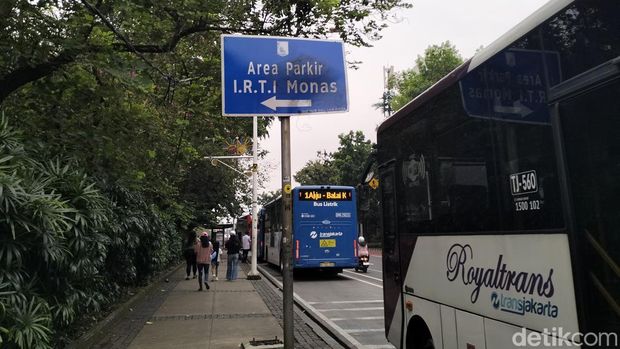 Area Parkir
I.R.T.I Monas
1Aju - Balai K
Bus Listrik
transjakarta
TJ-560
1500 102
Royaltrans
transjakarta
detikcom